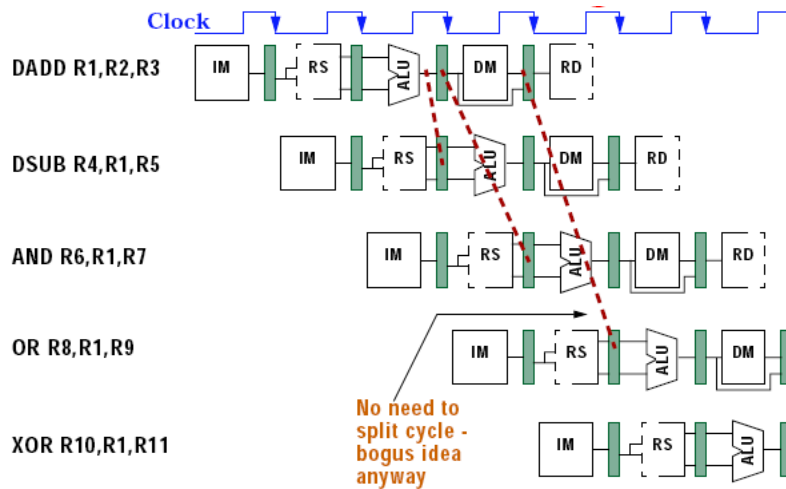 Clock
DADD R1,R2,R3
IM RS ALU DM RD
DSUB R4,R1,R5
IM RS ALU DM RD
AND R6,R1,R7
IM RS ALU DM RD
OR R8,R1,R9
IM RS ALU DM
No need to
split cycle -
bogus idea
anyway
XOR R10,R1,R11
IM RS ALU